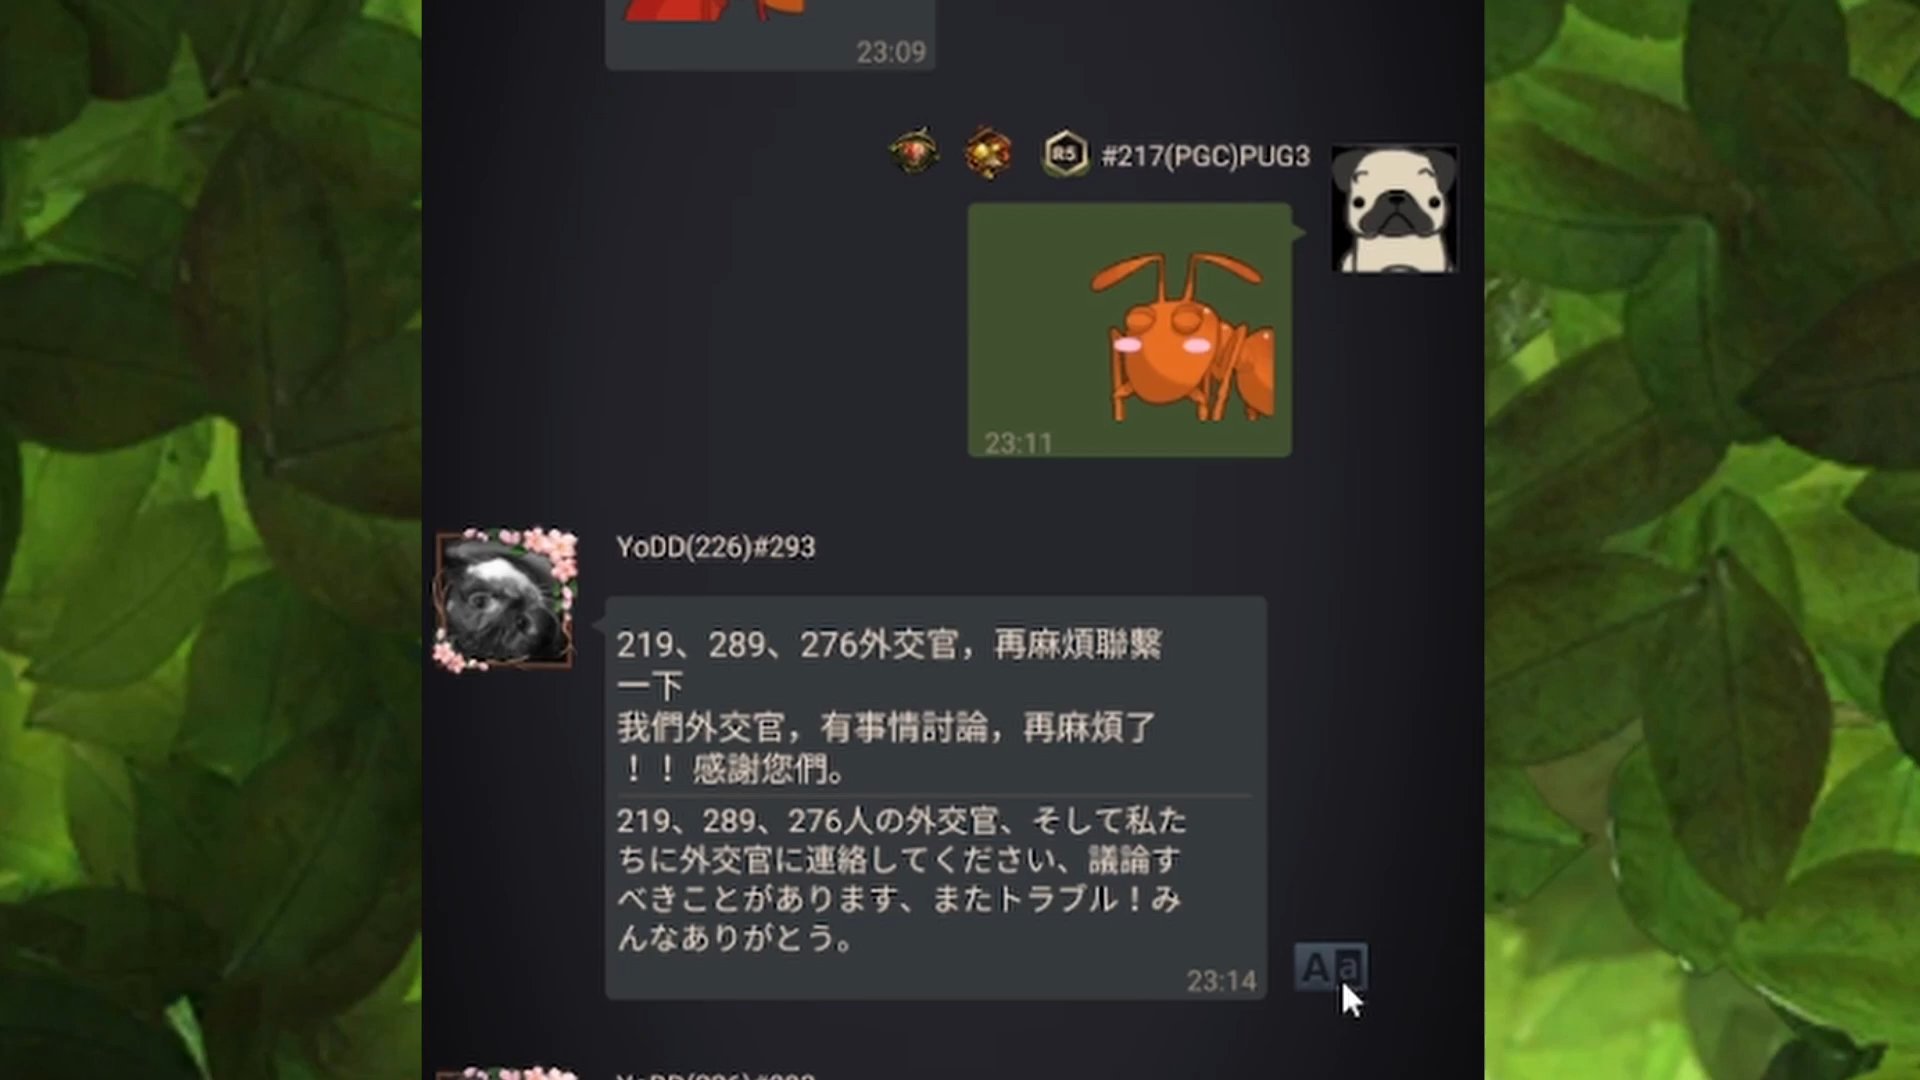 23:09
R5 #217(PGC)PUG3
23:11
YoDD(226)#293
219、289、276外交官，再麻煩聯繫
一下
我們外交官，有事情討論，再麻煩了
！！感謝您們。
219、289、276人の外交官、そして私た
ちに外交官に連絡してください、議論す
べきことがあります、またトラブル！み
んなありがとう。
23:14
Aa